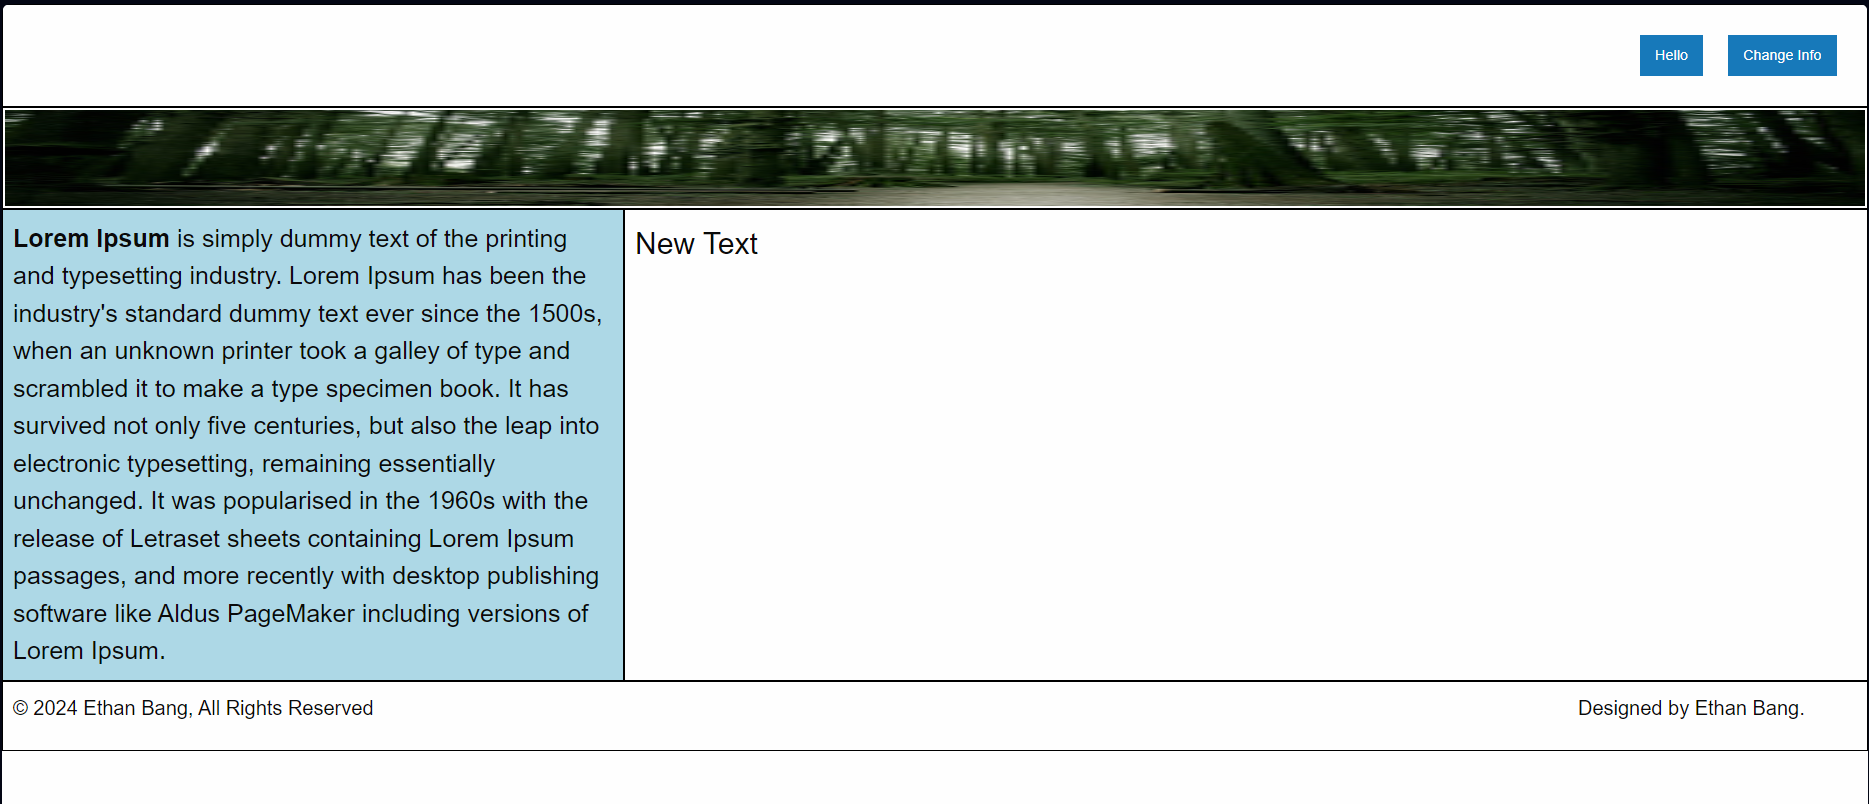 Hello Change Info
Lorem Ipsum is simply dummy text of the printing
and typesetting industry. Lorem Ipsum has been the
industry's standard dummy text ever since the 1500s,
when an unknown printer took a galley of type and
scrambled it to make a type specimen book. It has
survived not only five centuries, but also the leap into
electronic typesetting, remaining essentially
unchanged. It was popularised in the 1960s with the
release of Letraset sheets containing Lorem Ipsum
passages, and more recently with desktop publishing
software like Aldus PageMaker including versions of
Lorem Ipsum.
New Text
© 2024 Ethan Bang, All Rights Reserved
Designed by Ethan Bang.